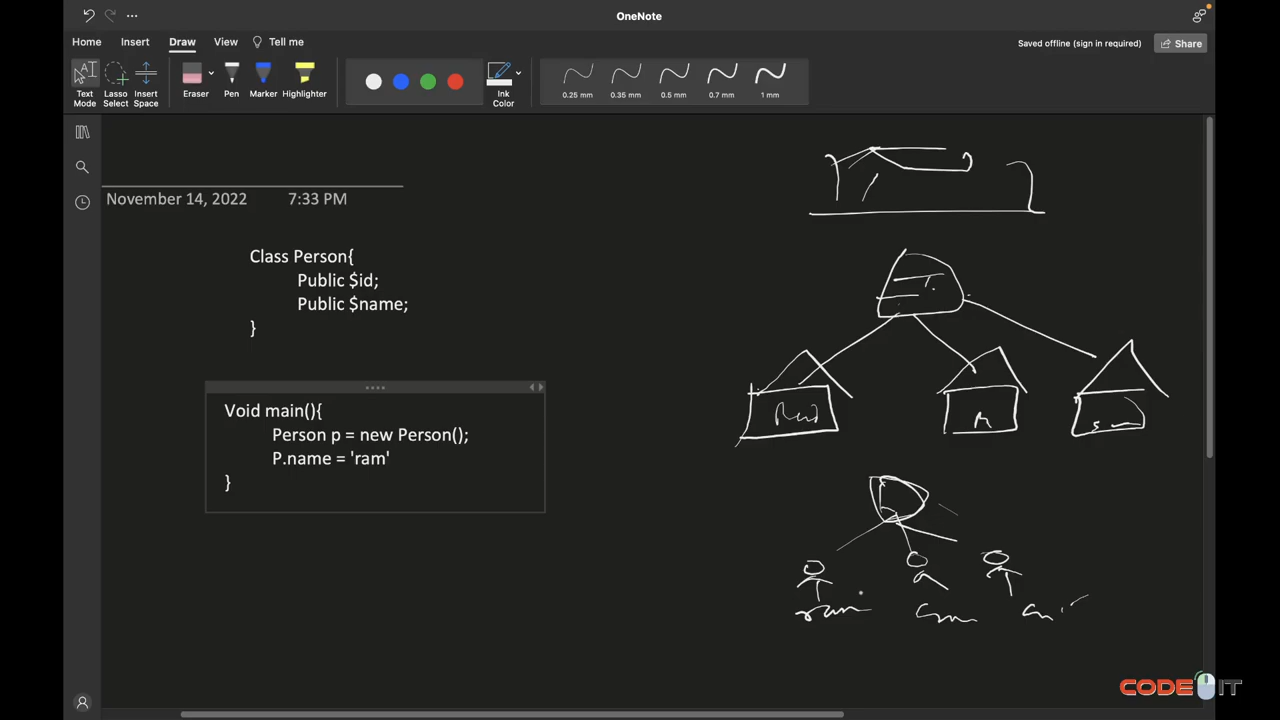 OneNote
Home Insert Draw View Tell me
Saved offline (sign in required) Share
Text Mode
Lasso Select
Insert Space
Eraser
Pen
Marker
Highlighter
Ink Color
0.25 mm 0.35 mm 0.5 mm 0.7 mm 1 mm
November 14, 2022 7:33 PM
Class Person{
Public $id;
Public $name;
}
Void main(){
Person p = new Person();
P.name = 'ram'
}
ram
CODE IT